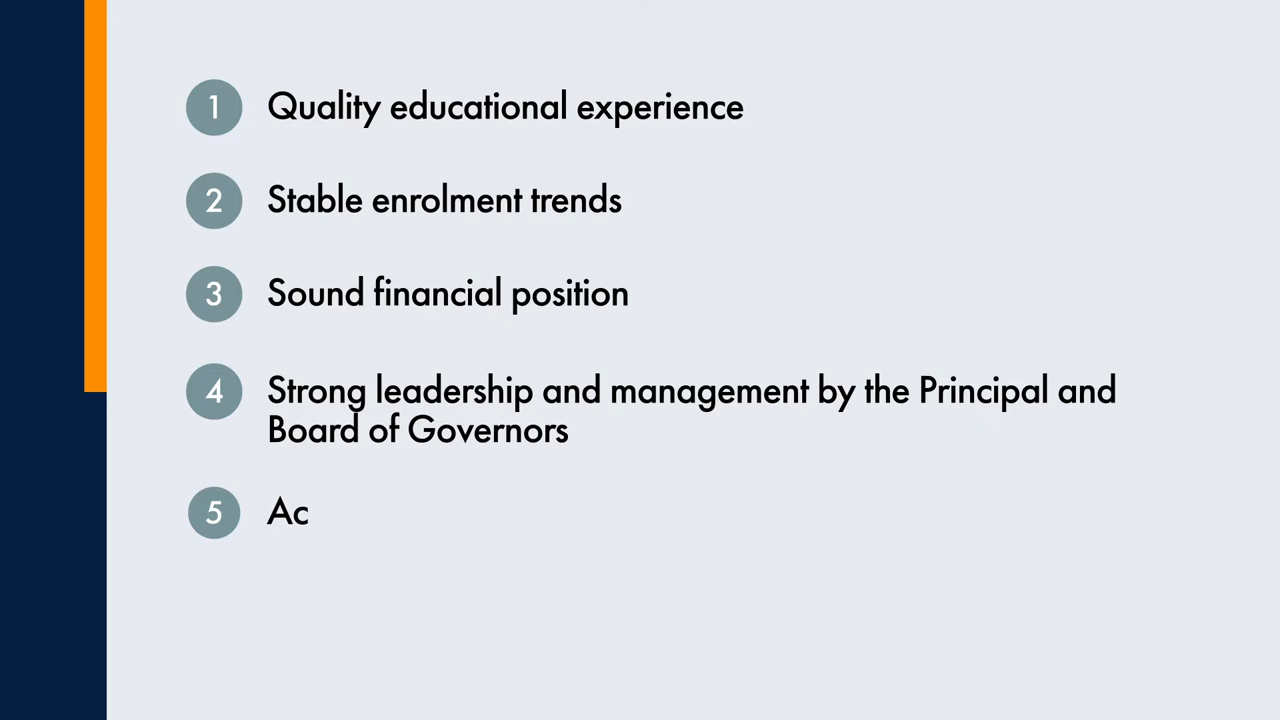 1 Quality educational experience
2 Stable enrolment trends
3 Sound financial position
4 Strong leadership and management by the Principal and
Board of Governors
5 Ac